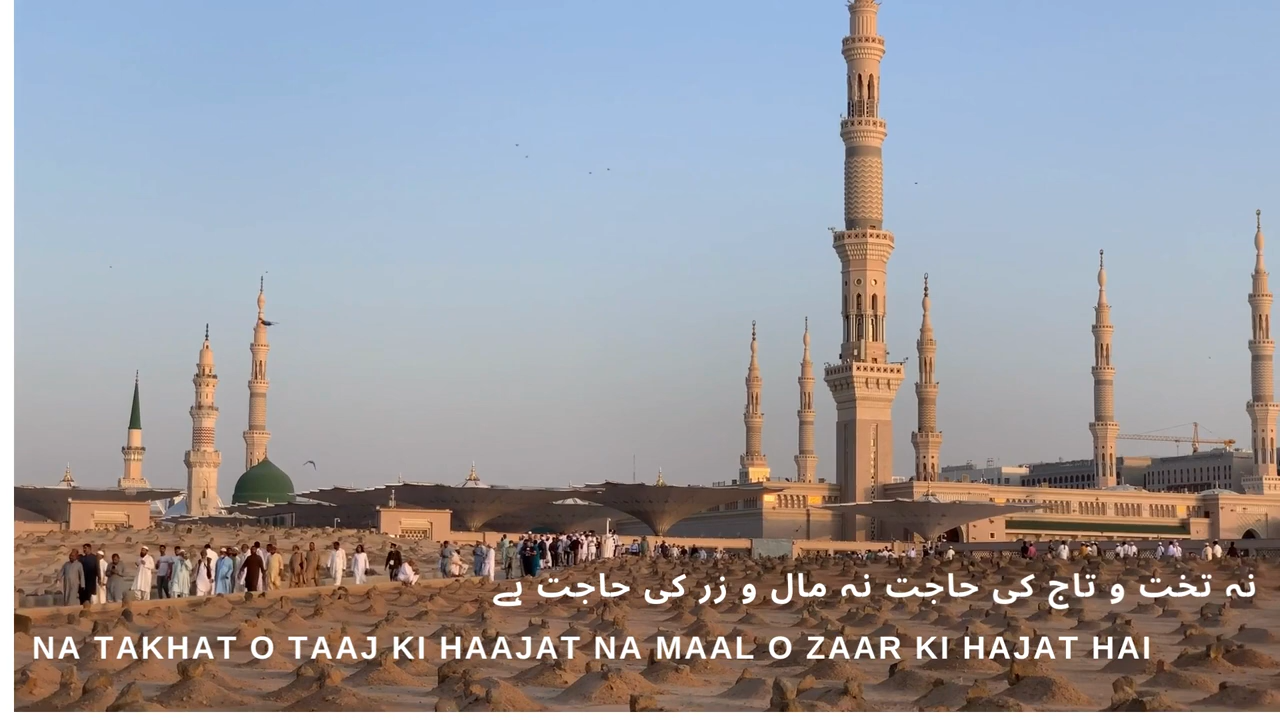 نہ تخت و تاج کی حاجت نہ مال و زر کی حاجت ہے
NA TAKHAT O TAAJ KI HAAJAT NA MAAL O ZAAR KI HAJAT HAI